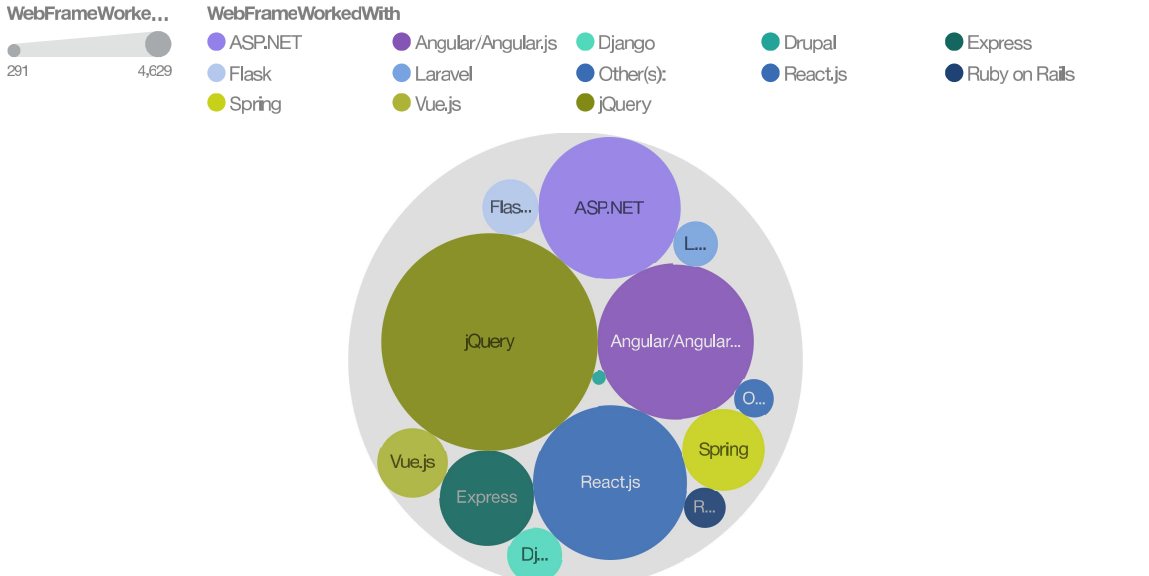 WebFrameWorke...
291
4,629
WebFrameWorkedWith
ASP.NET
Angular/Angular.js
Django
Drupal
Express
Flask
Laravel
Other(s):
React.js
Ruby on Rails
Spring
Vue.js
jQuery
Flas...
ASP.NET
L...
jQuery
Angular/Angular...
O...
Spring
Vue.js
React.js
Express
R...
Dj...